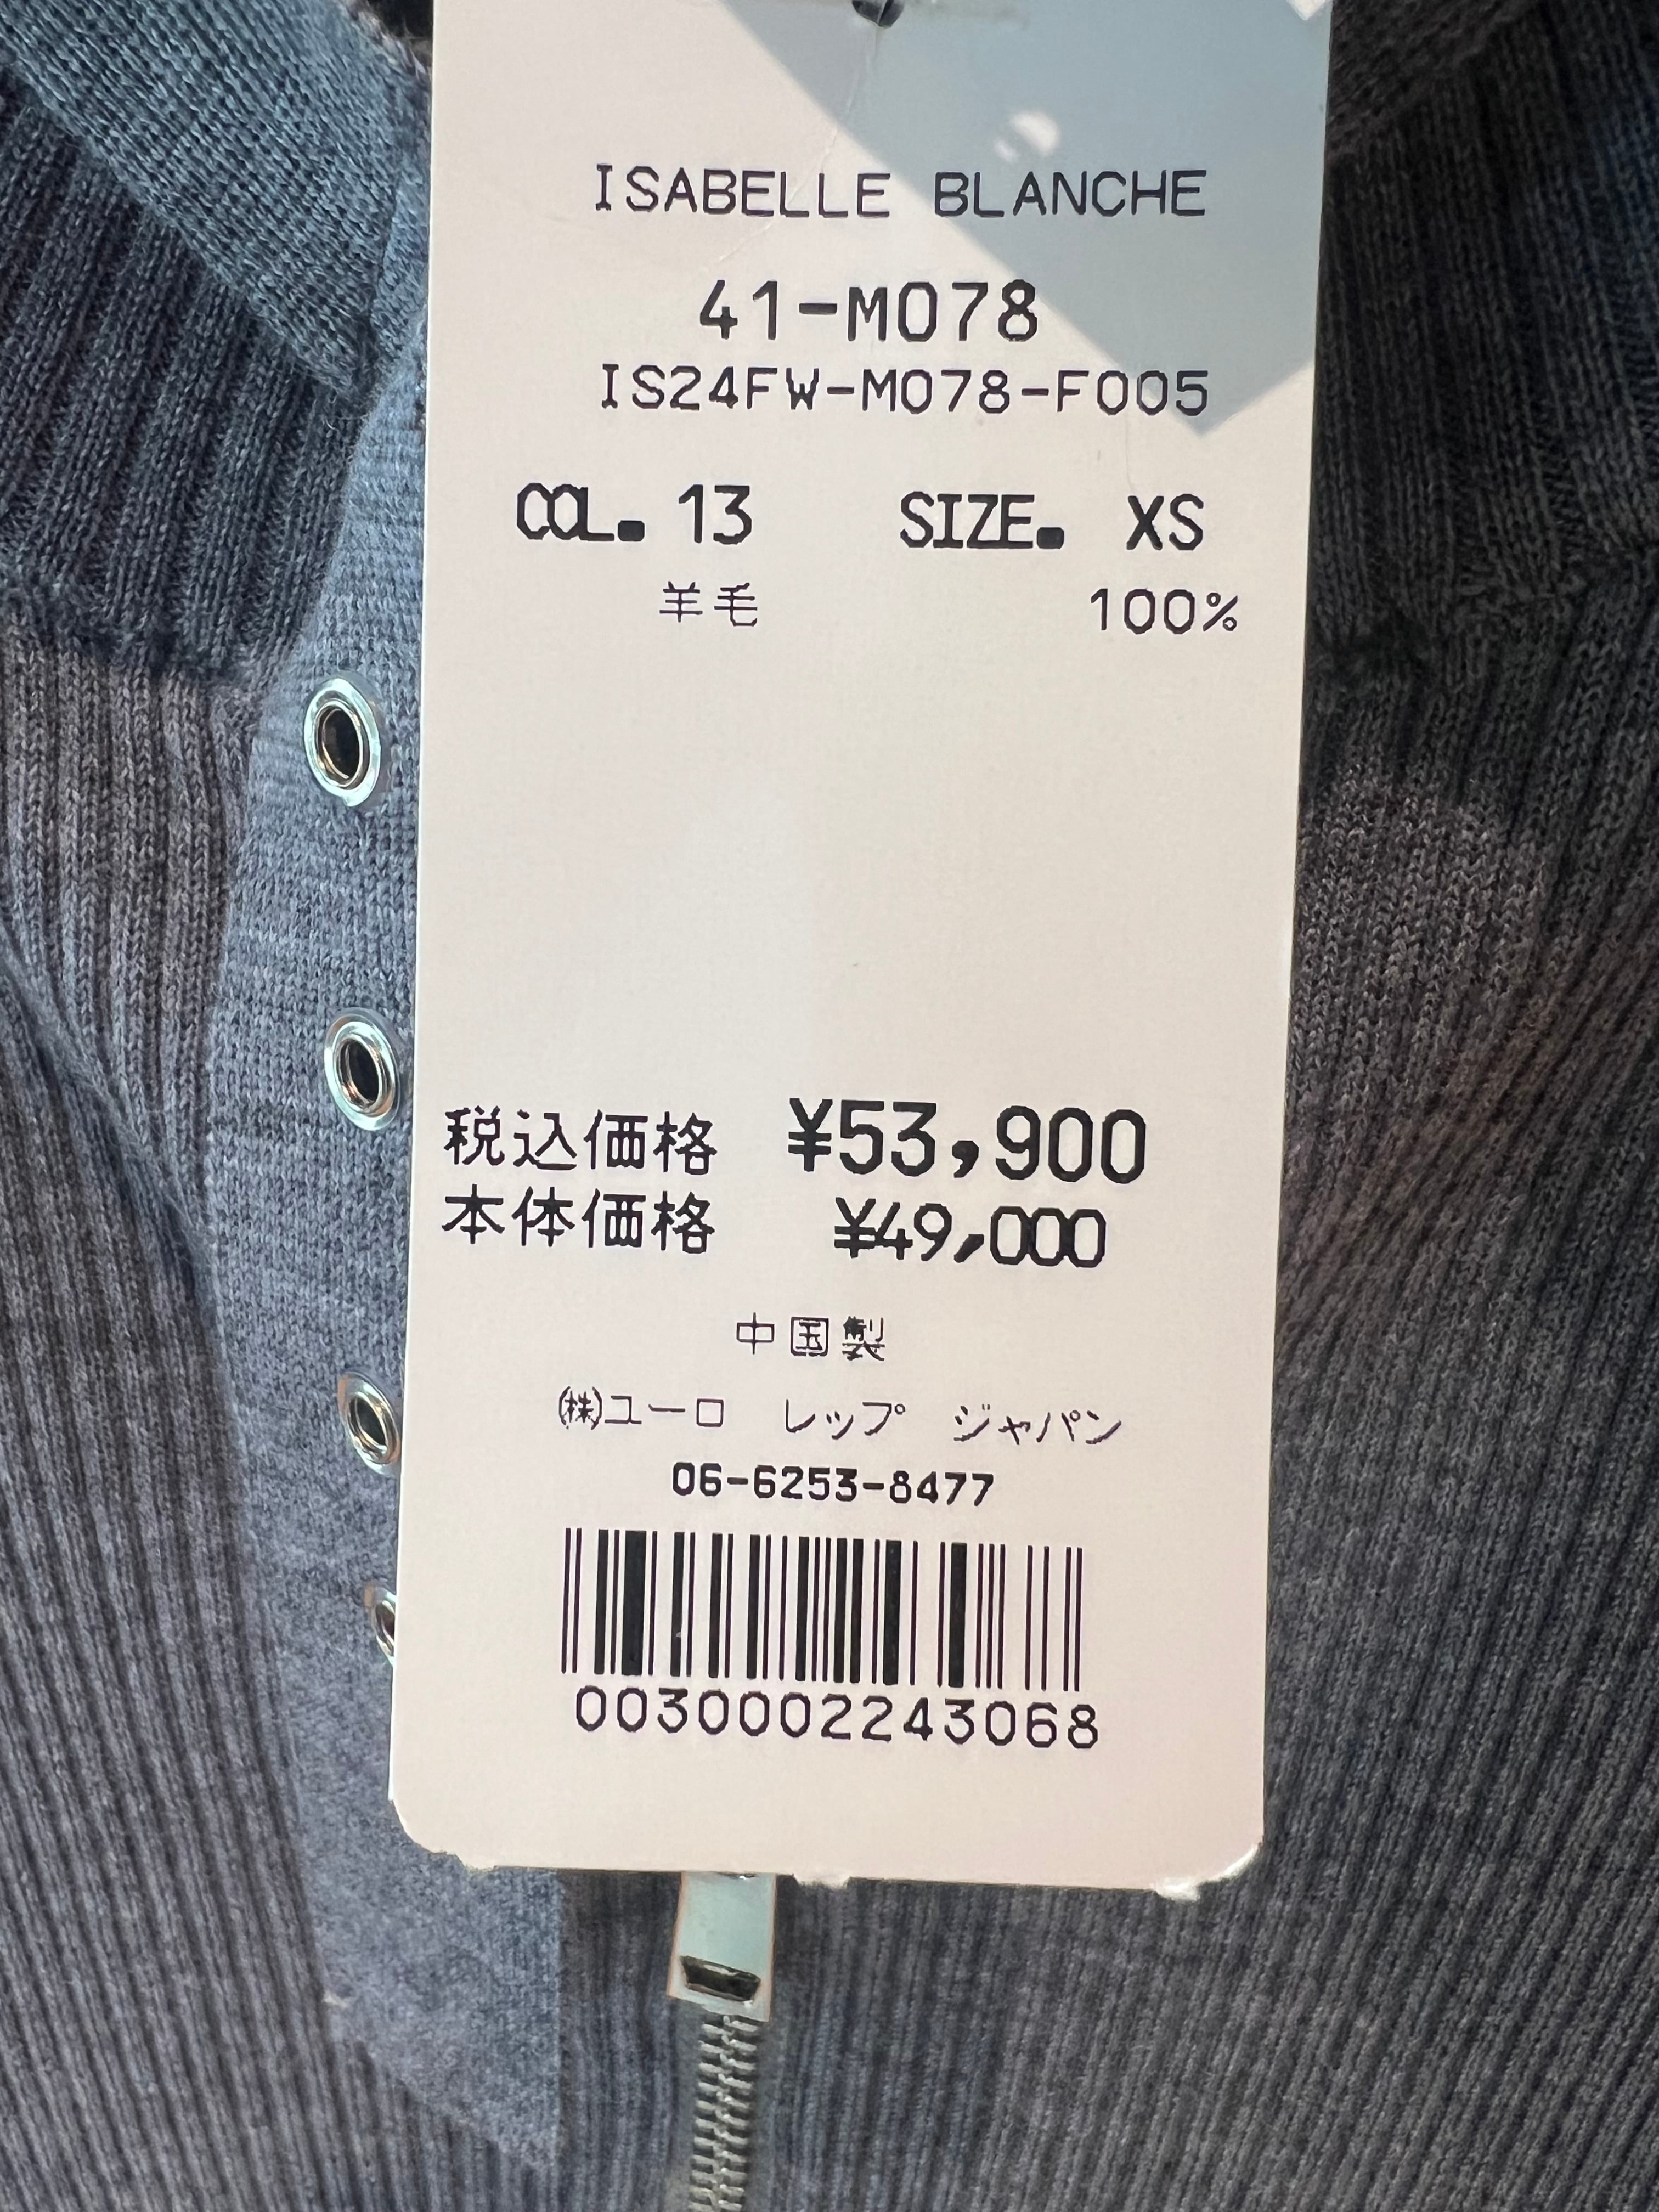 ISABELLE BLANCHE
41-M078
IS24FW-M078-F005
COL. 13 SIZE. XS
羊毛 100%
税込価格 ¥53,900
本体価格 ¥49,000
中国製
㈱ユーロ レップ ジャパン
06-6253-8477
0030002243068